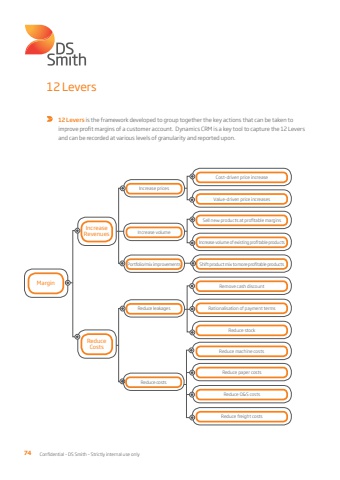 DS
Smith
12 Levers
12 Levers is the framework developed to group together the key actions that can be taken to
improve profit margins of a customer account. Dynamics CRM is a key tool to capture the 12 Levers
and can be recorded at various levels of granularity and reported upon.
Margin
Increase
Revenues
Reduce
Costs
Increase prices
Increase volume
Portfolio mix improvements
Reduce leakages
Reduce costs
Cost-driven price increase
Value-driven price increases
Sell new products at profitable margins
Increase volume of existing profitable products
Shift product mix to more profitable products
Remove cash discount
Rationalisation of payment terms
Reduce stock
Reduce machine costs
Reduce paper costs
Reduce O&G costs
Reduce freight costs
74 Confidential - DS Smith - Strictly internal use only